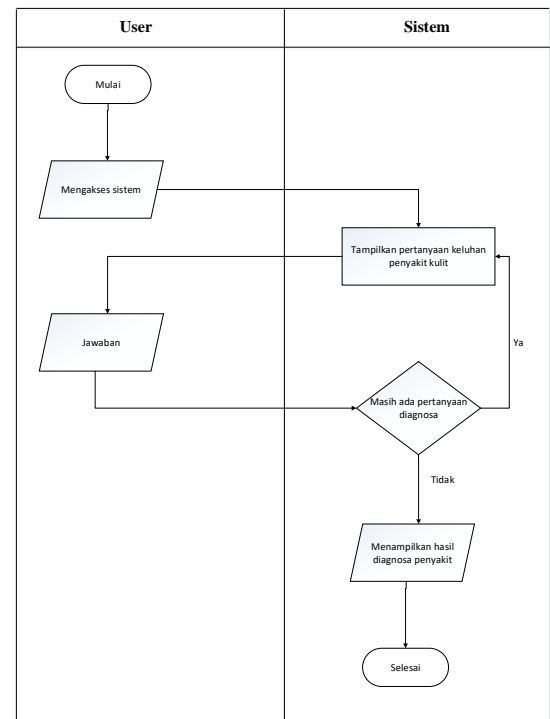 User
Sistem
Mulai
Mengakses sistem
Tampilkan pertanyaan keluhan
penyakit kulit
Jawaban
Ya
Masih ada pertanyaan
diagnosa
Tidak
Menampilkan hasil
diagnosa penyakit
Selesai